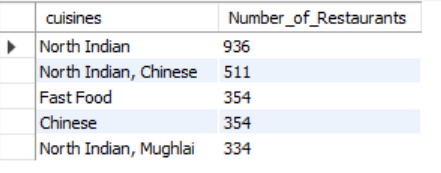 cuisines Number_of_Restaurants
North Indian 936
North Indian, Chinese 511
Fast Food 354
Chinese 354
North Indian, Mughlai 334